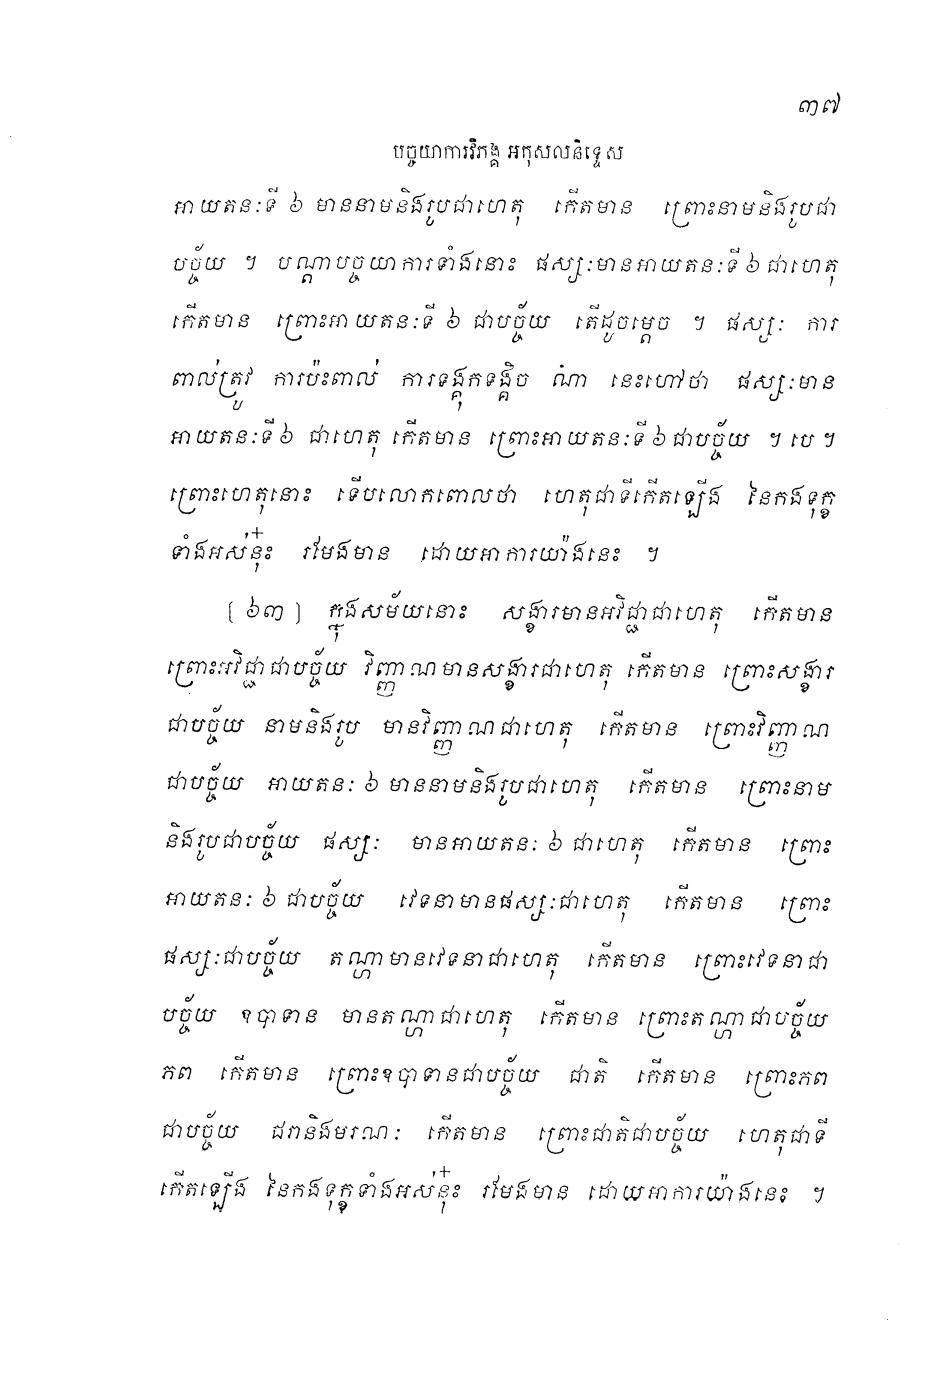 ៣៧
បច្ចយាការវិភង្គ អកុសលនិទ្ទេស
អាយតនៈទី ៦ មាននាមនិងរូបជាហេតុ កើតមាន ព្រោះនាមនិងរូបជា
បច្ច័យ ។ បណ្តាបច្ចយាការទាំងនោះ ផស្សៈមានអាយតនៈទី ៦ ជាហេតុ
កើតមាន ព្រោះអាយតនៈទី ៦ ជាបច្ច័យ តើដូចម្តេច ។ ផស្សៈ ការ
ពាល់ត្រូវ ការប៉ះពាល់ ការទង្គុកទង្គិច ណា នេះហៅថា ផស្សៈមាន
អាយតនៈទី ៦ ជាហេតុ កើតមាន ព្រោះអាយតនៈទី ៦ ជាបច្ច័យ ។ បេ ។
ព្រោះហេតុនោះ ទើបលោកពោលថា ហេតុជាទីកើតឡើង នៃកងទុក្ខ
ទាំងអស់នុ៎ះ រមែងមាន ដោយអាការយ៉ាងនេះ ។
[ ៦៣ ] ក្នុងសម័យនោះ សង្ខារមានអវិជ្ជាជាហេតុ កើតមាន
ព្រោះអវិជ្ជាជាបច្ច័យ វិញ្ញាណមានសង្ខារជាហេតុ កើតមាន ព្រោះសង្ខារ
ជាបច្ច័យ នាមនិងរូប មានវិញ្ញាណជាហេតុ កើតមាន ព្រោះវិញ្ញាណ
ជាបច្ច័យ អាយតនៈ ៦ មាននាមនិងរូបជាហេតុ កើតមាន ព្រោះនាម
និងរូបជាបច្ច័យ ផស្សៈ មានអាយតនៈ ៦ ជាហេតុ កើតមាន ព្រោះ
អាយតនៈ ៦ ជាបច្ច័យ វេទនាមានផស្សៈជាហេតុ កើតមាន ព្រោះ
ផស្សៈជាបច្ច័យ តណ្ហាមានវេទនាជាហេតុ កើតមាន ព្រោះវេទនាជា
បច្ច័យ ឧបាទាន មានតណ្ហាជាហេតុ កើតមាន ព្រោះតណ្ហាជាបច្ច័យ
ភព កើតមាន ព្រោះឧបាទានជាបច្ច័យ ជាតិ កើតមាន ព្រោះភព
ជាបច្ច័យ ជរានិងមរណៈ កើតមាន ព្រោះជាតិជាបច្ច័យ ហេតុជាទី
កើតឡើង នៃកងទុក្ខទាំងអស់នុ៎ះ រមែងមាន ដោយអាការយ៉ាងនេះ ។